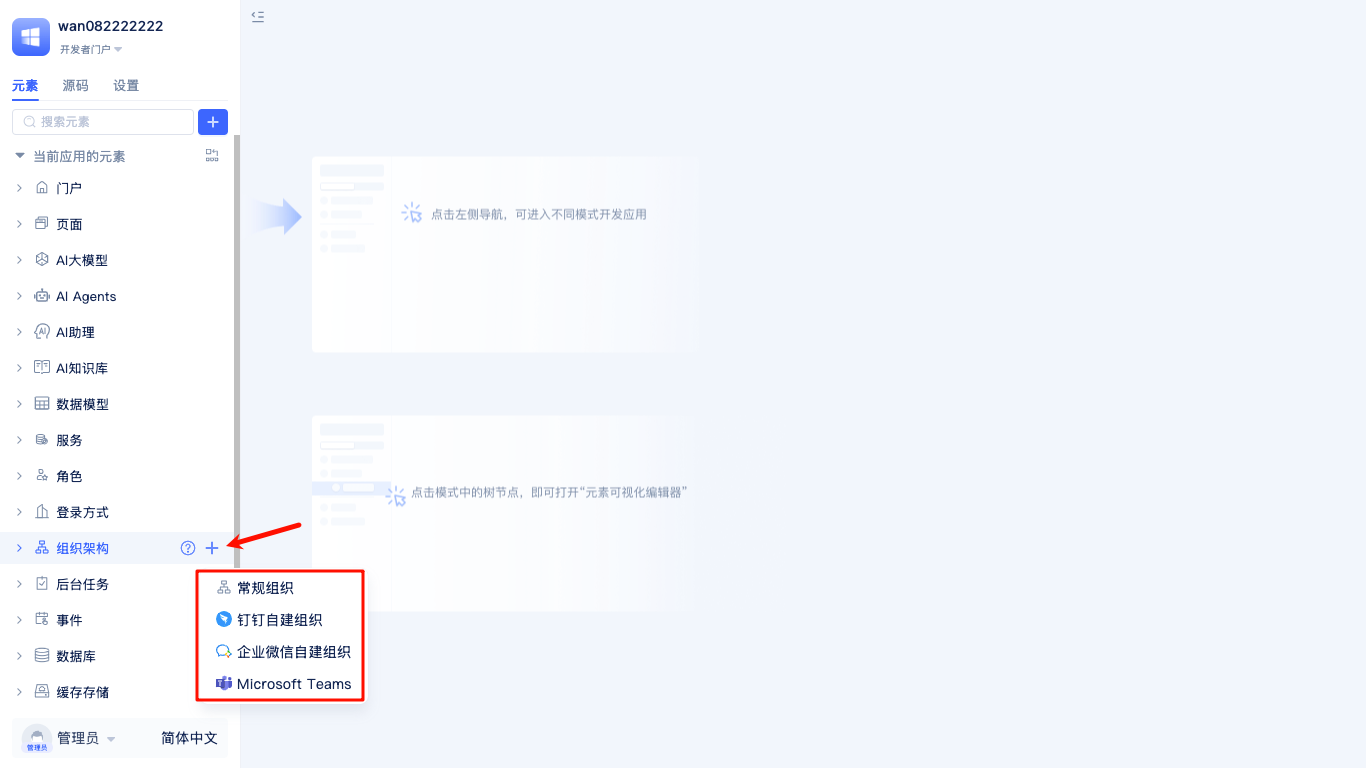 wan082222222
开发者门户
元素 源码 设置
搜索元素
当前应用的元素
门户
页面
AI大模型
AI Agents
AI助理
AI知识库
数据模型
服务
角色
登录方式
组织架构
后台任务
事件
数据库
缓存存储
管理员
管理员 简体中文
常规组织
钉钉自建组织
企业微信自建组织
Microsoft Teams
点击左侧导航，可进入不同模式开发应用
点击模式中的树节点，即可打开“元素可视化编辑器”